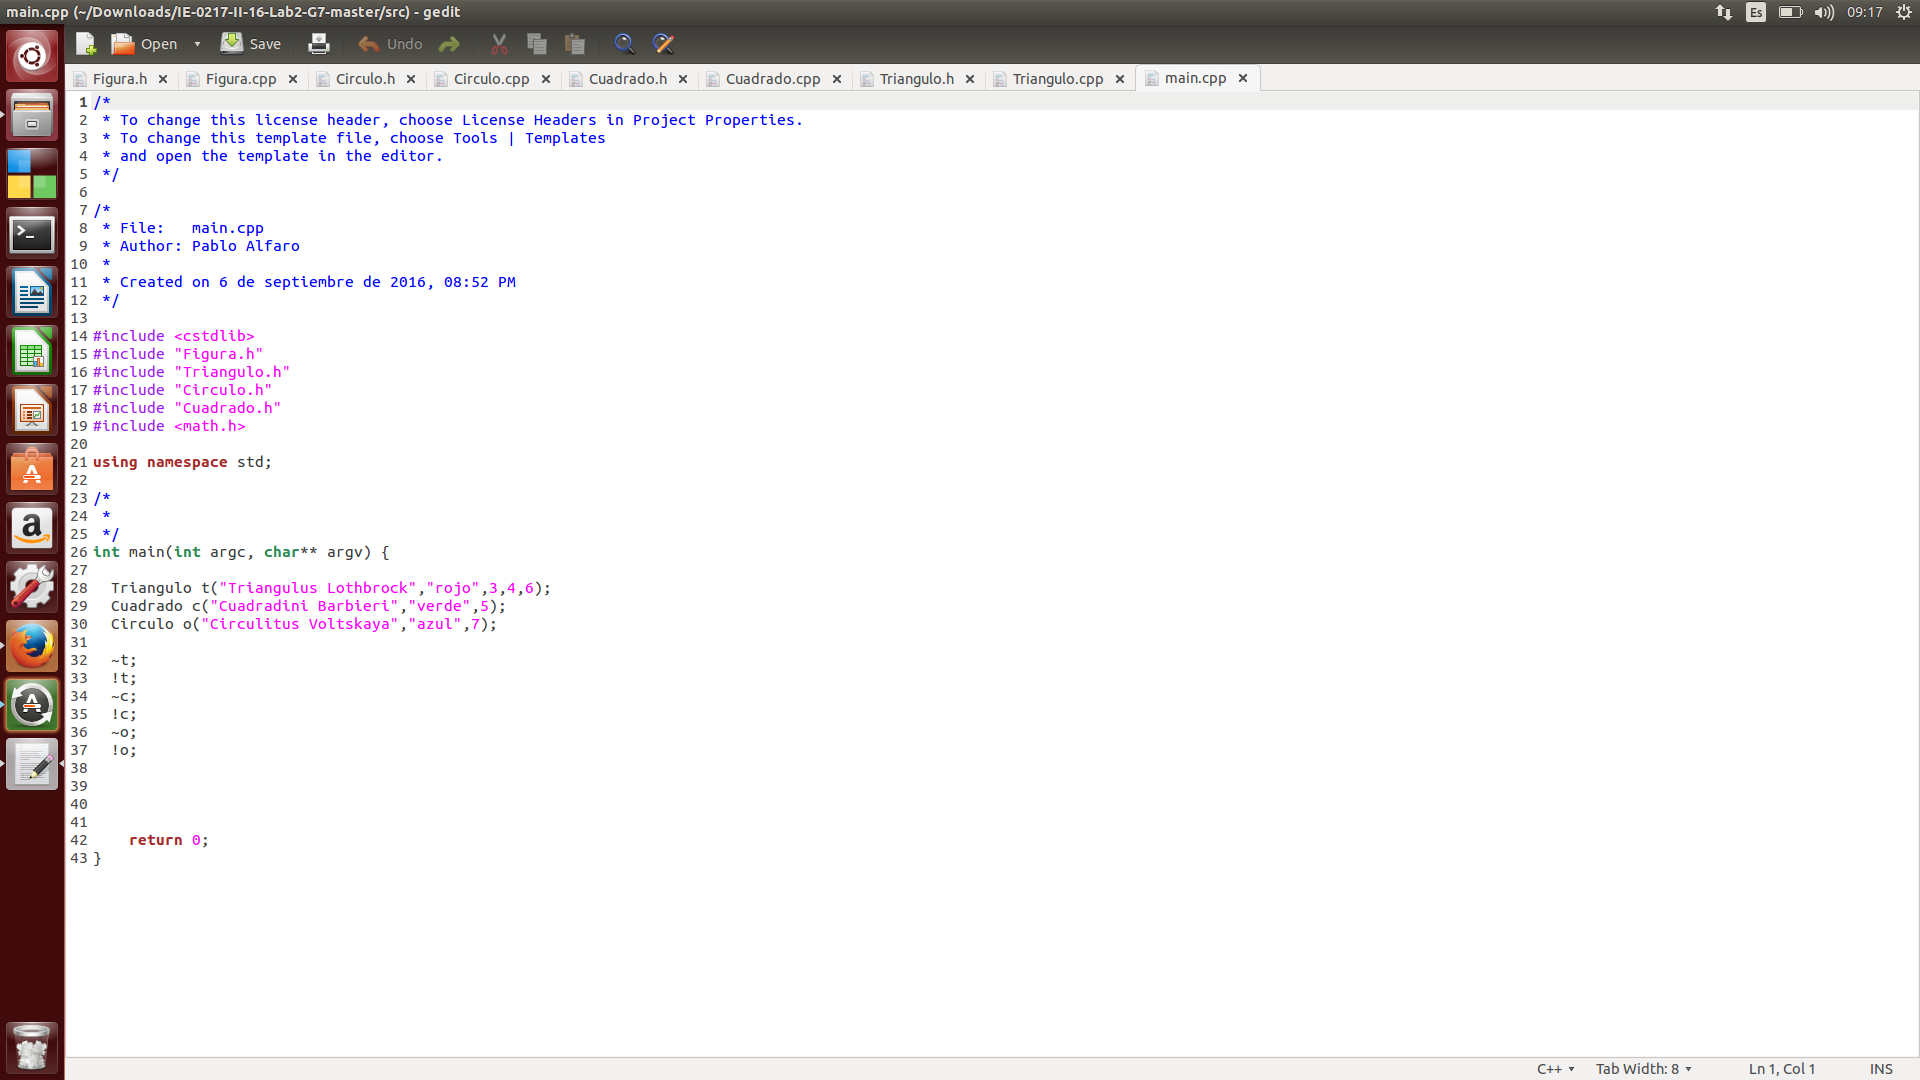 main.cpp (~/Downloads/IE-0217-II-16-Lab2-G7-master/src) - gedit
Es
09:17
Open
Save
Undo
Figura.h
Figura.cpp
Circulo.h
Circulo.cpp
Cuadrado.h
Cuadrado.cpp
Triangulo.h
Triangulo.cpp
main.cpp
1 /*
2  * To change this license header, choose License Headers in Project Properties.
3  * To change this template file, choose Tools | Templates
4  * and open the template in the editor.
5  */
6
7 /*
8  * File:   main.cpp
9  * Author: Pablo Alfaro
10  *
11  * Created on 6 de septiembre de 2016, 08:52 PM
12  */
13
14 #include <cstdlib>
15 #include "Figura.h"
16 #include "Triangulo.h"
17 #include "Circulo.h"
18 #include "Cuadrado.h"
19 #include <math.h>
20
21 using namespace std;
22
23 /*
24  *
25  */
26 int main(int argc, char** argv) {
27
28   Triangulo t("Triangulus Lothbrock","rojo",3,4,6);
29   Cuadrado c("Cuadradini Barbieri","verde",5);
30   Circulo o("Circulitus Voltskaya","azul",7);
31
32   ~t;
33   !t;
34   ~c;
35   !c;
36   ~o;
37   !o;
38
39
40
41
42     return 0;
43 }
C++
Tab Width: 8
Ln 1, Col 1
INS